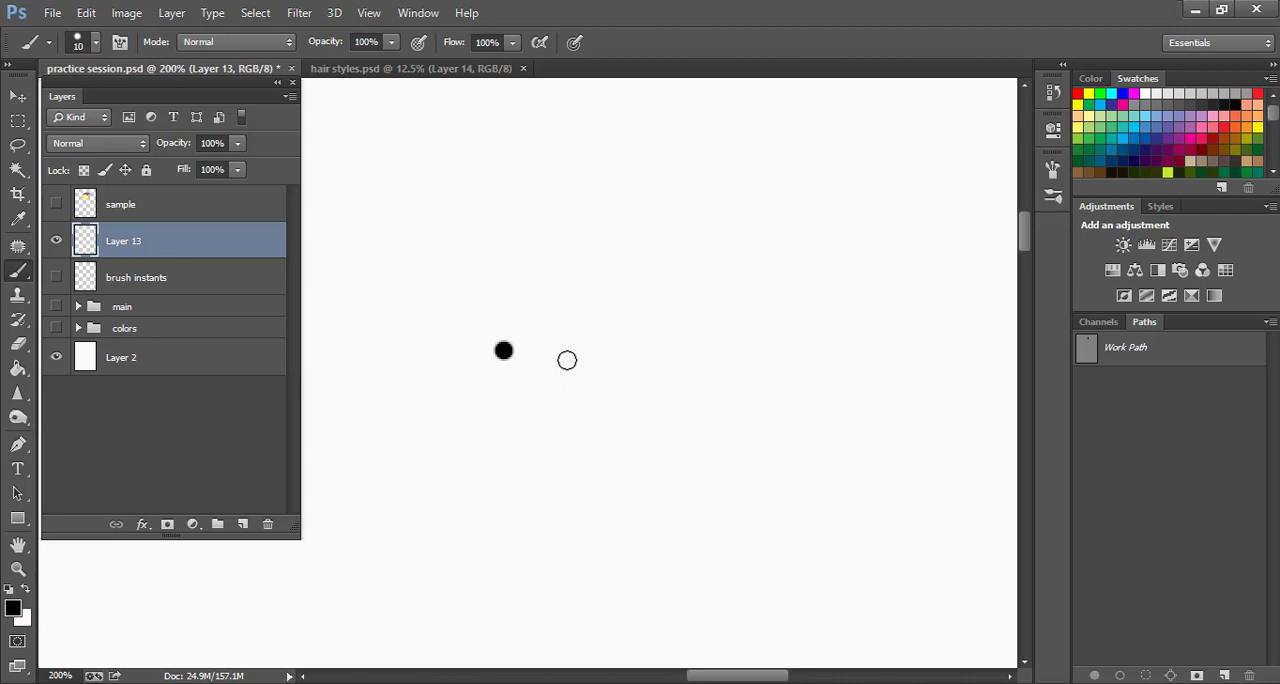 Ps File Edit Image Layer Type Select Filter 3D View Window Help
10 Mode: Normal Opacity: 100% Flow: 100% Essentials
practice session.psd @ 200% (Layer 13, RGB/8) * × hair styles.psd @ 12.5% (Layer 14, RGB/8) ×
Layers
Kind
Normal Opacity: 100%
Lock: Fill: 100%
sample
Layer 13
brush instants
main
colors
Layer 2
fx
T
Color Swatches
Adjustments Styles
Add an adjustment
Channels Paths
Work Path
200% Doc: 24.9M/157.1M